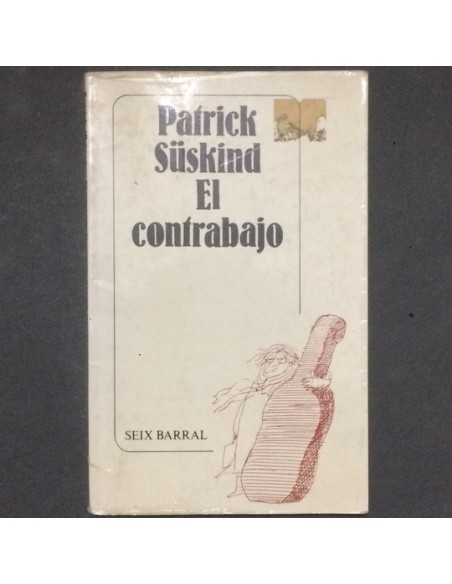 Patrick
Süskind
El
contrabajo
SEIX BARRAL